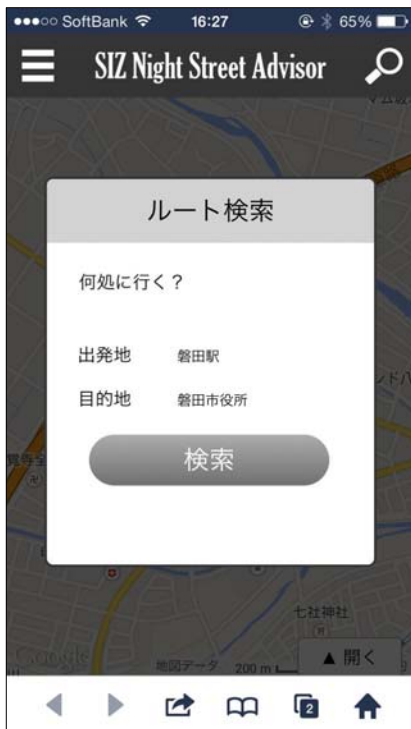 SoftBank 16:27 65%
SIZ Night Street Advisor
ルート検索
何処に行く？
出発地 磐田駅
目的地 磐田市役所
検索
七社神社
Google
地図データ 200 m
▲ 開く
2